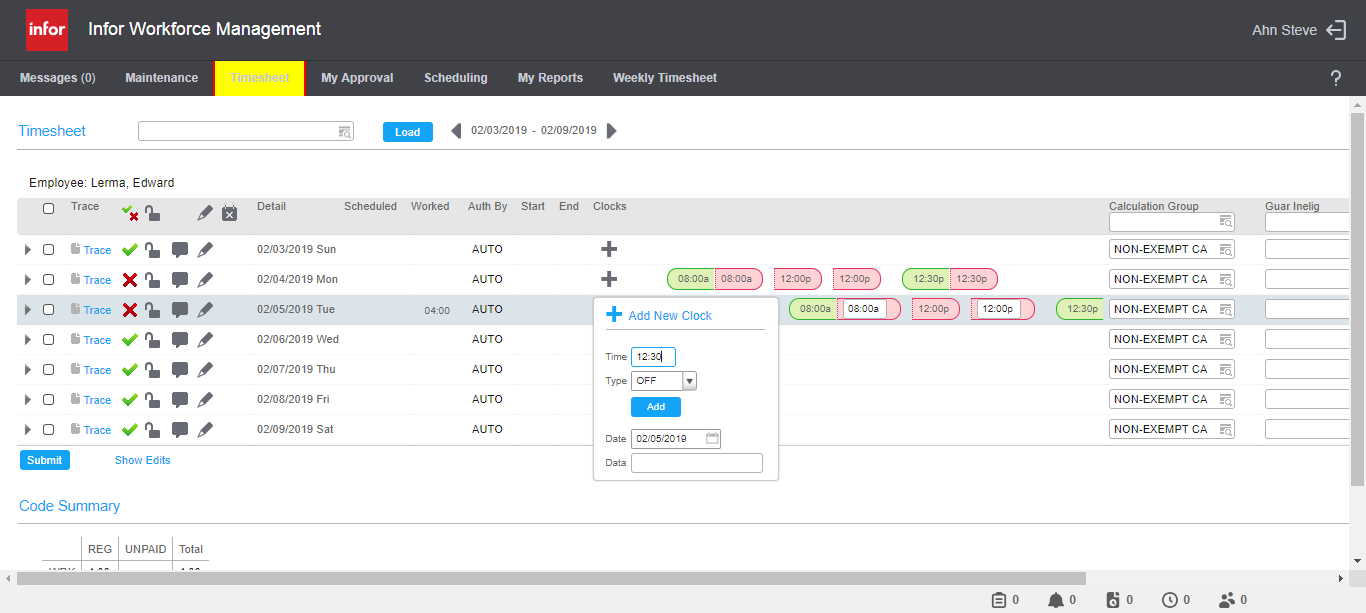 infor Infor Workforce Management Ahn Steve
Messages (0) Maintenance Timesheet My Approval Scheduling My Reports Weekly Timesheet ?
Timesheet Load 02/03/2019 - 02/09/2019
Employee: Lerma, Edward
Trace Detail Scheduled Worked Auth By Start End Clocks Calculation Group Guar Inelig
Trace 02/03/2019 Sun AUTO NON-EXEMPT CA
Trace 02/04/2019 Mon AUTO 08:00a 08:00a 12:00p 12:00p 12:30p 12:30p NON-EXEMPT CA
Trace 02/05/2019 Tue 04:00 AUTO 08:00a 08:00a 12:00p 12:00p 12:30p NON-EXEMPT CA
Add New Clock
Trace 02/06/2019 Wed AUTO NON-EXEMPT CA
Time 12:30
Trace 02/07/2019 Thu AUTO NON-EXEMPT CA
Type OFF
Trace 02/08/2019 Fri AUTO NON-EXEMPT CA
Add
Trace 02/09/2019 Sat AUTO NON-EXEMPT CA
Date 02/05/2019
Data
Submit Show Edits
Code Summary
REG UNPAID Total
0 0 0 0 0